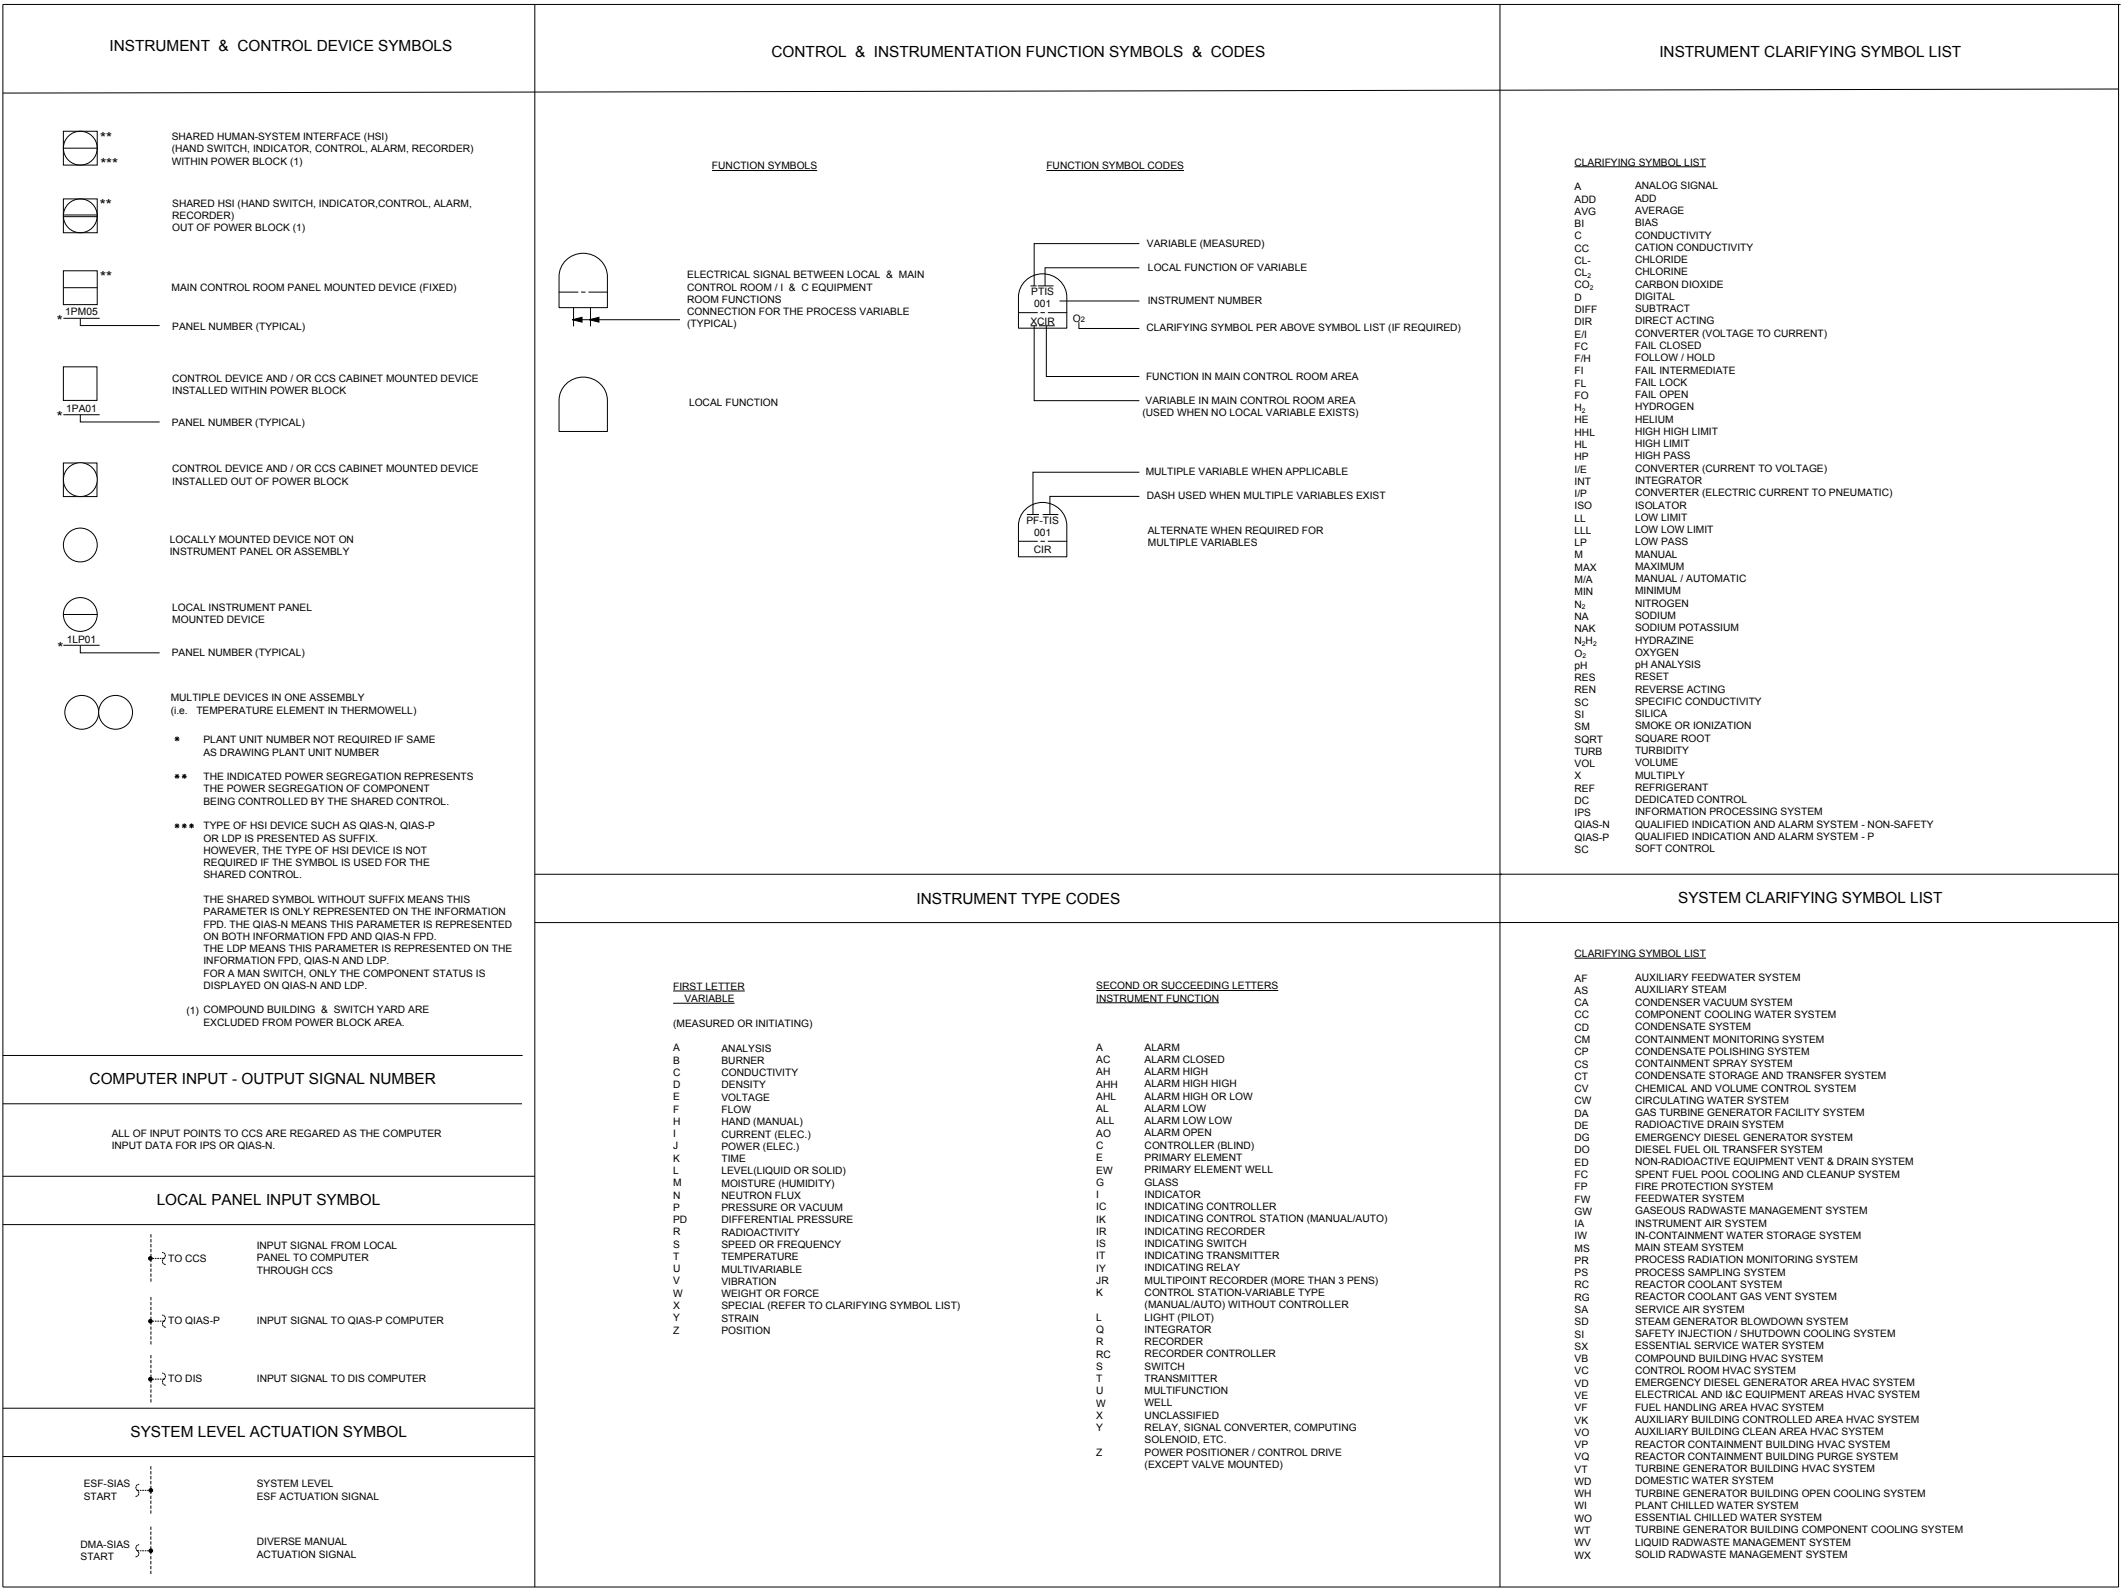 INSTRUMENT & CONTROL DEVICE SYMBOLS
**
***
SHARED HUMAN-SYSTEM INTERFACE (HSI)
(HAND SWITCH, INDICATOR, CONTROL, ALARM, RECORDER)
WITHIN POWER BLOCK (1)
**
SHARED HSI (HAND SWITCH, INDICATOR,CONTROL, ALARM,
RECORDER)
OUT OF POWER BLOCK (1)
**
MAIN CONTROL ROOM PANEL MOUNTED DEVICE (FIXED)
* 1PM05
PANEL NUMBER (TYPICAL)
CONTROL DEVICE AND / OR CCS CABINET MOUNTED DEVICE
INSTALLED WITHIN POWER BLOCK
* 1PA01
PANEL NUMBER (TYPICAL)
CONTROL DEVICE AND / OR CCS CABINET MOUNTED DEVICE
INSTALLED OUT OF POWER BLOCK
LOCALLY MOUNTED DEVICE NOT ON
INSTRUMENT PANEL OR ASSEMBLY
LOCAL INSTRUMENT PANEL
MOUNTED DEVICE
* 1LP01
PANEL NUMBER (TYPICAL)
MULTIPLE DEVICES IN ONE ASSEMBLY
(i.e. TEMPERATURE ELEMENT IN THERMOWELL)
* PLANT UNIT NUMBER NOT REQUIRED IF SAME
AS DRAWING PLANT UNIT NUMBER
** THE INDICATED POWER SEGREGATION REPRESENTS
THE POWER SEGREGATION OF COMPONENT
BEING CONTROLLED BY THE SHARED CONTROL.
*** TYPE OF HSI DEVICE SUCH AS QIAS-N, QIAS-P
OR LDP IS PRESENTED AS SUFFIX.
HOWEVER, THE TYPE OF HSI DEVICE IS NOT
REQUIRED IF THE SYMBOL IS USED FOR THE
SHARED CONTROL.
THE SHARED SYMBOL WITHOUT SUFFIX MEANS THIS
PARAMETER IS ONLY REPRESENTED ON THE INFORMATION
FPD. THE QIAS-N MEANS THIS PARAMETER IS REPRESENTED
ON BOTH INFORMATION FPD AND QIAS-N FPD.
THE LDP MEANS THIS PARAMETER IS REPRESENTED ON THE
INFORMATION FPD, QIAS-N AND LDP.
FOR A MAN SWITCH, ONLY THE COMPONENT STATUS IS
DISPLAYED ON QIAS-N AND LDP.
(1) COMPOUND BUILDING & SWITCH YARD ARE
EXCLUDED FROM POWER BLOCK AREA.
COMPUTER INPUT - OUTPUT SIGNAL NUMBER
ALL OF INPUT POINTS TO CCS ARE REGARED AS THE COMPUTER
INPUT DATA FOR IPS OR QIAS-N.
LOCAL PANEL INPUT SYMBOL
TO CCS
INPUT SIGNAL FROM LOCAL
PANEL TO COMPUTER
THROUGH CCS
TO QIAS-P INPUT SIGNAL TO QIAS-P COMPUTER
TO DIS INPUT SIGNAL TO DIS COMPUTER
SYSTEM LEVEL ACTUATION SYMBOL
ESF-SIAS
START
SYSTEM LEVEL
ESF ACTUATION SIGNAL
DMA-SIAS
START
DIVERSE MANUAL
ACTUATION SIGNAL
CONTROL & INSTRUMENTATION FUNCTION SYMBOLS & CODES
FUNCTION SYMBOLS
ELECTRICAL SIGNAL BETWEEN LOCAL & MAIN
CONTROL ROOM / I & C EQUIPMENT
ROOM FUNCTIONS
CONNECTION FOR THE PROCESS VARIABLE
(TYPICAL)
LOCAL FUNCTION
FUNCTION SYMBOL CODES
VARIABLE (MEASURED)
LOCAL FUNCTION OF VARIABLE
PTIS
001
XCIR
O2
INSTRUMENT NUMBER
CLARIFYING SYMBOL PER ABOVE SYMBOL LIST (IF REQUIRED)
FUNCTION IN MAIN CONTROL ROOM AREA
VARIABLE IN MAIN CONTROL ROOM AREA
(USED WHEN NO LOCAL VARIABLE EXISTS)
MULTIPLE VARIABLE WHEN APPLICABLE
DASH USED WHEN MULTIPLE VARIABLES EXIST
PF-TIS
001
CIR
ALTERNATE WHEN REQUIRED FOR
MULTIPLE VARIABLES
INSTRUMENT TYPE CODES
FIRST LETTER
VARIABLE
(MEASURED OR INITIATING)
A ANALYSIS
B BURNER
C CONDUCTIVITY
D DENSITY
E VOLTAGE
F FLOW
H HAND (MANUAL)
I CURRENT (ELEC.)
J POWER (ELEC.)
K TIME
L LEVEL(LIQUID OR SOLID)
M MOISTURE (HUMIDITY)
N NEUTRON FLUX
P PRESSURE OR VACUUM
PD DIFFERENTIAL PRESSURE
R RADIOACTIVITY
S SPEED OR FREQUENCY
T TEMPERATURE
U MULTIVARIABLE
V VIBRATION
W WEIGHT OR FORCE
X SPECIAL (REFER TO CLARIFYING SYMBOL LIST)
Y STRAIN
Z POSITION
SECOND OR SUCCEEDING LETTERS
INSTRUMENT FUNCTION
A ALARM
AC ALARM CLOSED
AH ALARM HIGH
AHH ALARM HIGH HIGH
AHL ALARM HIGH OR LOW
AL ALARM LOW
ALL ALARM LOW LOW
AO ALARM OPEN
C CONTROLLER (BLIND)
E PRIMARY ELEMENT
EW PRIMARY ELEMENT WELL
G GLASS
I INDICATOR
IC INDICATING CONTROLLER
IK INDICATING CONTROL STATION (MANUAL/AUTO)
IR INDICATING RECORDER
IS INDICATING SWITCH
IT INDICATING TRANSMITTER
IY INDICATING RELAY
JR MULTIPOINT RECORDER (MORE THAN 3 PENS)
K CONTROL STATION-VARIABLE TYPE
(MANUAL/AUTO) WITHOUT CONTROLLER
L LIGHT (PILOT)
Q INTEGRATOR
R RECORDER
RC RECORDER CONTROLLER
S SWITCH
T TRANSMITTER
U MULTIFUNCTION
W WELL
X UNCLASSIFIED
Y RELAY, SIGNAL CONVERTER, COMPUTING
SOLENOID, ETC.
Z POWER POSITIONER / CONTROL DRIVE
(EXCEPT VALVE MOUNTED)
INSTRUMENT CLARIFYING SYMBOL LIST
CLARIFYING SYMBOL LIST
A ANALOG SIGNAL
ADD ADD
AVG AVERAGE
BI BIAS
C CONDUCTIVITY
CC CATION CONDUCTIVITY
CL- CHLORIDE
CL2 CHLORINE
CO2 CARBON DIOXIDE
D DIGITAL
DIFF SUBTRACT
DIR DIRECT ACTING
E/I CONVERTER (VOLTAGE TO CURRENT)
FC FAIL CLOSED
F/H FOLLOW / HOLD
FI FAIL INTERMEDIATE
FL FAIL LOCK
FO FAIL OPEN
H2 HYDROGEN
HE HELIUM
HHL HIGH HIGH LIMIT
HL HIGH LIMIT
HP HIGH PASS
I/E CONVERTER (CURRENT TO VOLTAGE)
INT INTEGRATOR
I/P CONVERTER (ELECTRIC CURRENT TO PNEUMATIC)
ISO ISOLATOR
LL LOW LIMIT
LLL LOW LOW LIMIT
LP LOW PASS
M MANUAL
MAX MAXIMUM
M/A MANUAL / AUTOMATIC
MIN MINIMUM
N2 NITROGEN
NA SODIUM
NAK SODIUM POTASSIUM
N2H2 HYDRAZINE
O2 OXYGEN
pH pH ANALYSIS
RES RESET
REN REVERSE ACTING
SC SPECIFIC CONDUCTIVITY
SI SILICA
SM SMOKE OR IONIZATION
SQRT SQUARE ROOT
TURB TURBIDITY
VOL VOLUME
X MULTIPLY
REF REFRIGERANT
DC DEDICATED CONTROL
IPS INFORMATION PROCESSING SYSTEM
QIAS-N QUALIFIED INDICATION AND ALARM SYSTEM - NON-SAFETY
QIAS-P QUALIFIED INDICATION AND ALARM SYSTEM - P
SC SOFT CONTROL
SYSTEM CLARIFYING SYMBOL LIST
CLARIFYING SYMBOL LIST
AF AUXILIARY FEEDWATER SYSTEM
AS AUXILIARY STEAM
CA CONDENSER VACUUM SYSTEM
CC COMPONENT COOLING WATER SYSTEM
CD CONDENSATE SYSTEM
CM CONTAINMENT MONITORING SYSTEM
CP CONDENSATE POLISHING SYSTEM
CS CONTAINMENT SPRAY SYSTEM
CT CONDENSATE STORAGE AND TRANSFER SYSTEM
CV CHEMICAL AND VOLUME CONTROL SYSTEM
CW CIRCULATING WATER SYSTEM
DA GAS TURBINE GENERATOR FACILITY SYSTEM
DE RADIOACTIVE DRAIN SYSTEM
DG EMERGENCY DIESEL GENERATOR SYSTEM
DO DIESEL FUEL OIL TRANSFER SYSTEM
ED NON-RADIOACTIVE EQUIPMENT VENT & DRAIN SYSTEM
FC SPENT FUEL POOL COOLING AND CLEANUP SYSTEM
FP FIRE PROTECTION SYSTEM
FW FEEDWATER SYSTEM
GW GASEOUS RADWASTE MANAGEMENT SYSTEM
IA INSTRUMENT AIR SYSTEM
IW IN-CONTAINMENT WATER STORAGE SYSTEM
MS MAIN STEAM SYSTEM
PR PROCESS RADIATION MONITORING SYSTEM
PS PROCESS SAMPLING SYSTEM
RC REACTOR COOLANT SYSTEM
RG REACTOR COOLANT GAS VENT SYSTEM
SA SERVICE AIR SYSTEM
SD STEAM GENERATOR BLOWDOWN SYSTEM
SI SAFETY INJECTION / SHUTDOWN COOLING SYSTEM
SX ESSENTIAL SERVICE WATER SYSTEM
VB COMPOUND BUILDING HVAC SYSTEM
VC CONTROL ROOM HVAC SYSTEM
VD EMERGENCY DIESEL GENERATOR AREA HVAC SYSTEM
VE ELECTRICAL AND I&C EQUIPMENT AREAS HVAC SYSTEM
VF FUEL HANDLING AREA HVAC SYSTEM
VK AUXILIARY BUILDING CONTROLLED AREA HVAC SYSTEM
VO AUXILIARY BUILDING CLEAN AREA HVAC SYSTEM
VP REACTOR CONTAINMENT BUILDING HVAC SYSTEM
VQ REACTOR CONTAINMENT BUILDING PURGE SYSTEM
VT TURBINE GENERATOR BUILDING HVAC SYSTEM
WD DOMESTIC WATER SYSTEM
WH TURBINE GENERATOR BUILDING OPEN COOLING SYSTEM
WI PLANT CHILLED WATER SYSTEM
WO ESSENTIAL CHILLED WATER SYSTEM
WT TURBINE GENERATOR BUILDING COMPONENT COOLING SYSTEM
WV LIQUID RADWASTE MANAGEMENT SYSTEM
WX SOLID RADWASTE MANAGEMENT SYSTEM